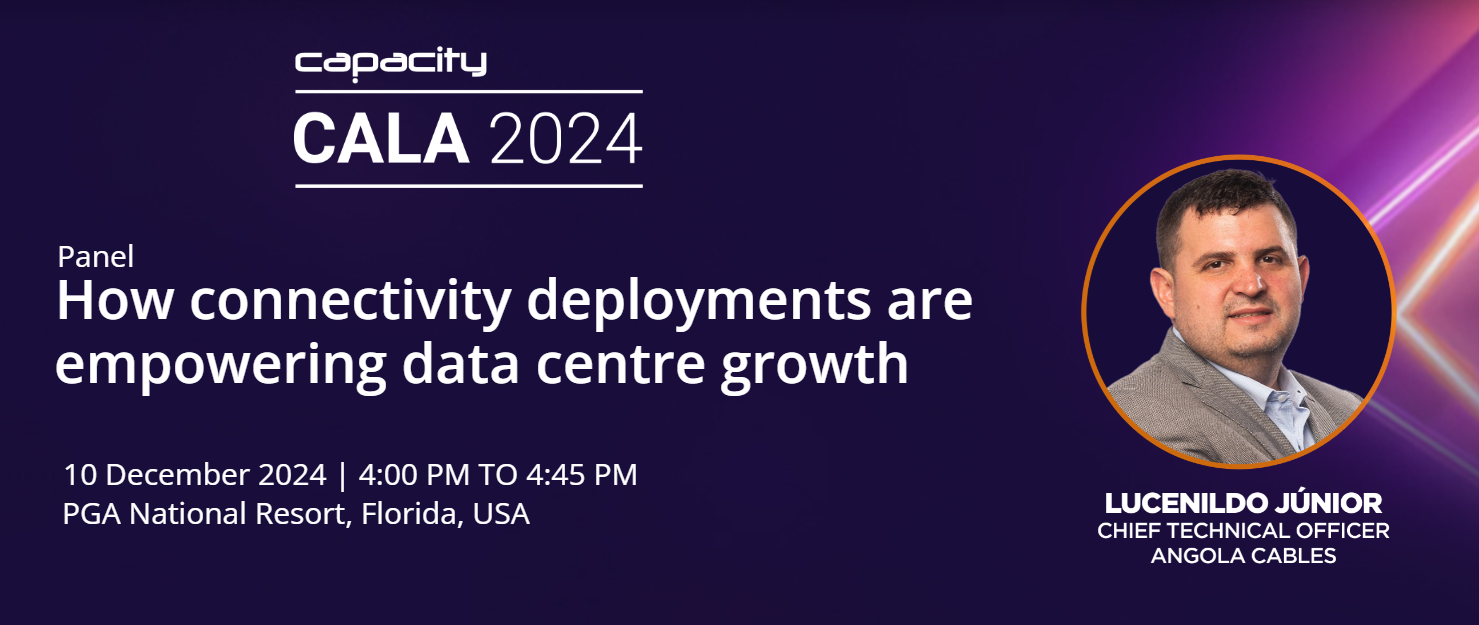 capacity
CALA 2024
Panel
How connectivity deployments are
empowering data centre growth
10 December 2024 | 4:00 PM TO 4:45 PM
PGA National Resort, Florida, USA
LUCENILDO JÚNIOR
CHIEF TECHNICAL OFFICER
ANGOLA CABLES